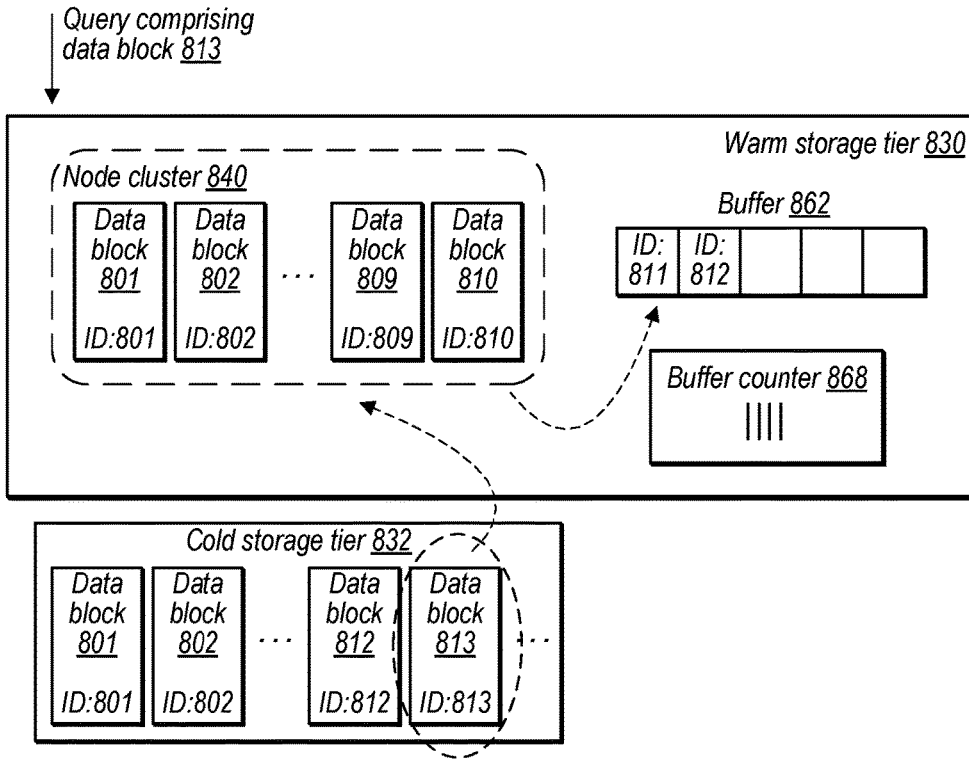 Query comprising
data block 813
Warm storage tier 830
Node cluster 840
Data
block
801
ID:801
Data
block
802
ID:802
...
Data
block
809
ID:809
Data
block
810
ID:810
Buffer 862
ID:
811
ID:
812
Buffer counter 868
||||
Cold storage tier 832
Data
block
801
ID:801
Data
block
802
ID:802
...
Data
block
812
ID:812
Data
block
813
ID:813
...